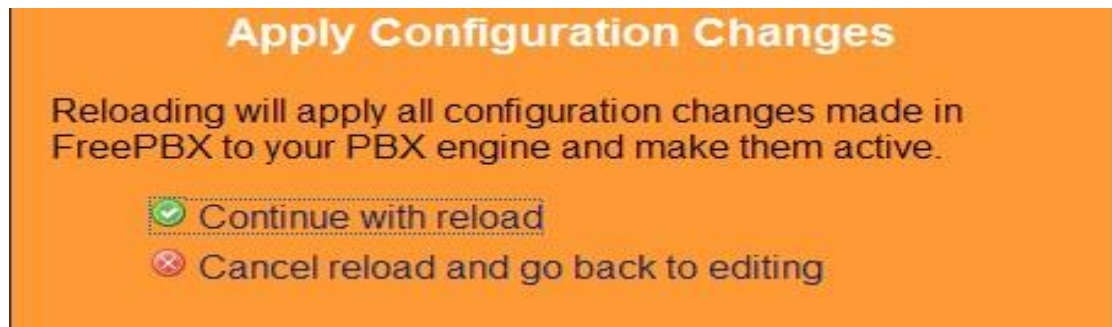 Apply Configuration Changes
Reloading will apply all configuration changes made in
FreePBX to your PBX engine and make them active.
Continue with reload
Cancel reload and go back to editing